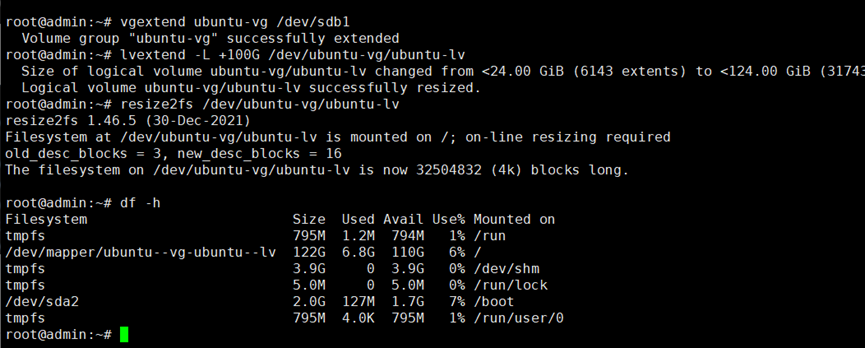 root@admin:~# vgextend ubuntu-vg /dev/sdb1
  Volume group "ubuntu-vg" successfully extended
root@admin:~# lvextend -L +100G /dev/ubuntu-vg/ubuntu-lv
  Size of logical volume ubuntu-vg/ubuntu-lv changed from <24.00 GiB (6143 extents) to <124.00 GiB (31743
  Logical volume ubuntu-vg/ubuntu-lv successfully resized.
root@admin:~# resize2fs /dev/ubuntu-vg/ubuntu-lv
resize2fs 1.46.5 (30-Dec-2021)
Filesystem at /dev/ubuntu-vg/ubuntu-lv is mounted on /; on-line resizing required
old_desc_blocks = 3, new_desc_blocks = 16
The filesystem on /dev/ubuntu-vg/ubuntu-lv is now 32504832 (4k) blocks long.

root@admin:~# df -h
Filesystem                         Size  Used Avail Use% Mounted on
tmpfs                              795M  1.2M  794M   1% /run
/dev/mapper/ubuntu--vg-ubuntu--lv  122G  6.8G  110G   6% /
tmpfs                              3.9G     0  3.9G   0% /dev/shm
tmpfs                              5.0M     0  5.0M   0% /run/lock
/dev/sda2                          2.0G  127M  1.7G   7% /boot
tmpfs                              795M  4.0K  795M   1% /run/user/0
root@admin:~#